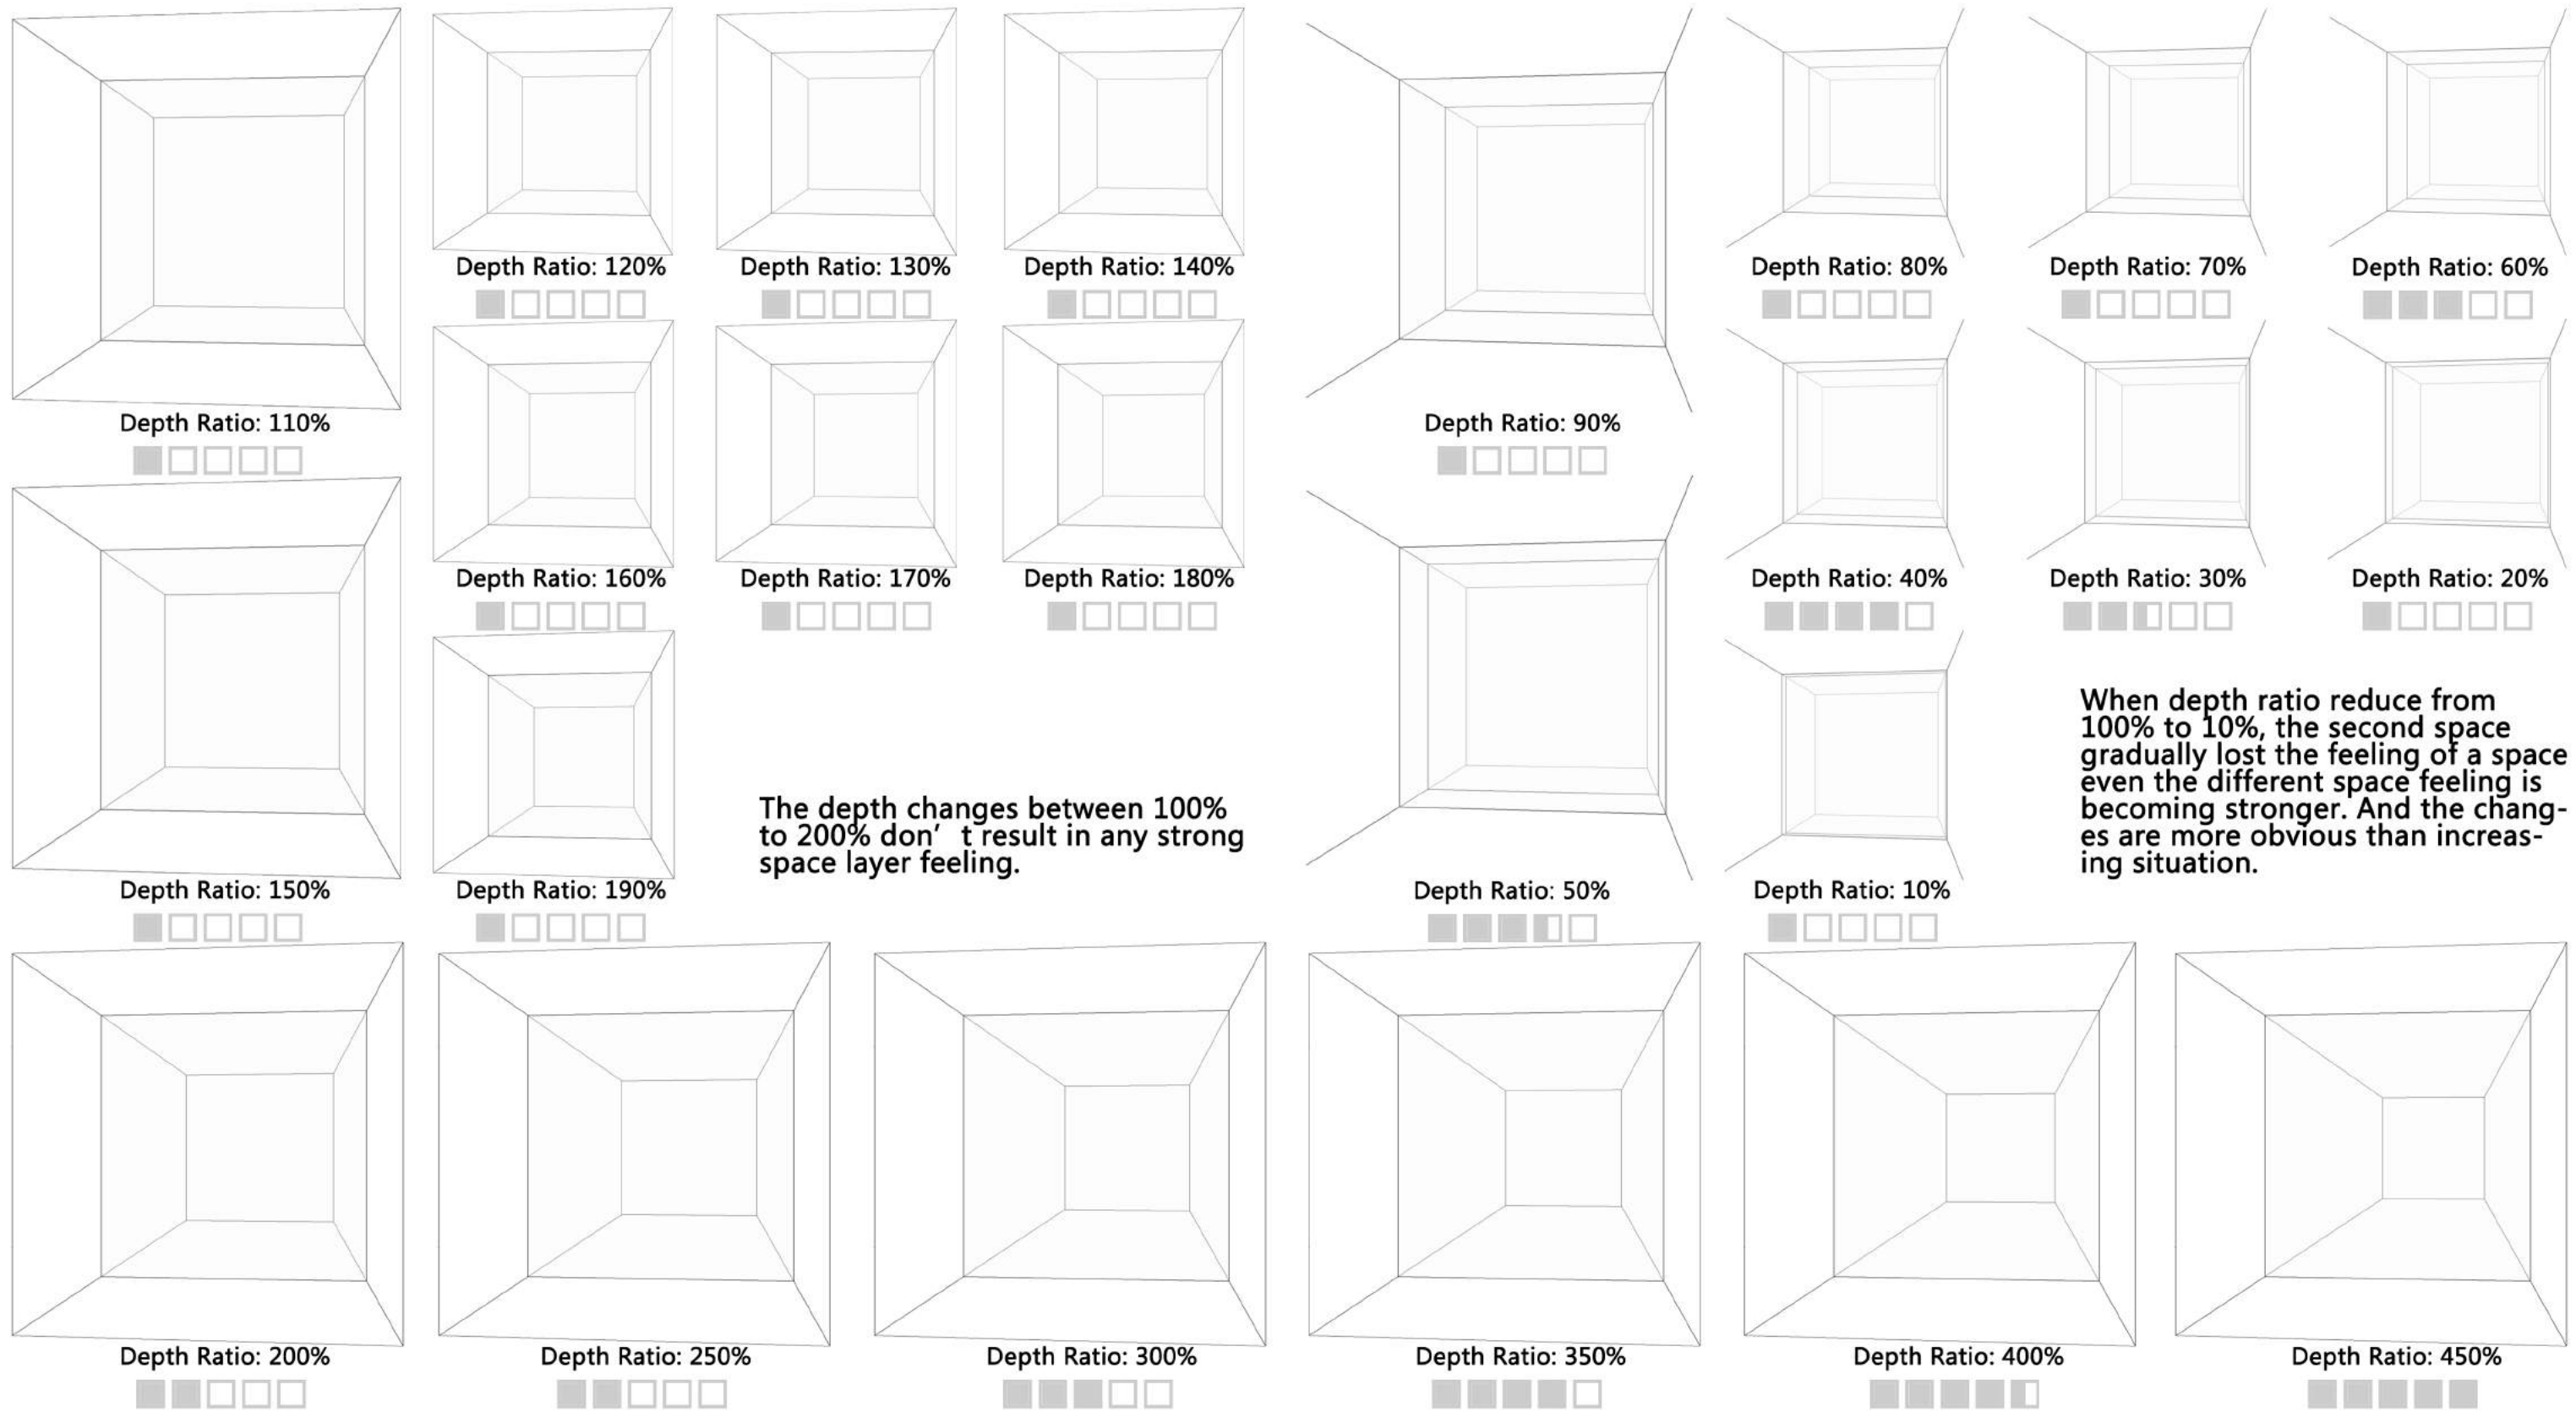 Depth Ratio: 120%
Depth Ratio: 130%
Depth Ratio: 140%
Depth Ratio: 80%
Depth Ratio: 70%
Depth Ratio: 60%
Depth Ratio: 110%
Depth Ratio: 90%
Depth Ratio: 160%
Depth Ratio: 170%
Depth Ratio: 180%
Depth Ratio: 40%
Depth Ratio: 30%
Depth Ratio: 20%
When depth ratio reduce from
100% to 10%, the second space
gradually lost the feeling of a space
even the different space feeling is
becoming stronger. And the chang-
es are more obvious than increas-
ing situation.
The depth changes between 100%
to 200% don’ t result in any strong
space layer feeling.
Depth Ratio: 150%
Depth Ratio: 190%
Depth Ratio: 50%
Depth Ratio: 10%
Depth Ratio: 200%
Depth Ratio: 250%
Depth Ratio: 300%
Depth Ratio: 350%
Depth Ratio: 400%
Depth Ratio: 450%